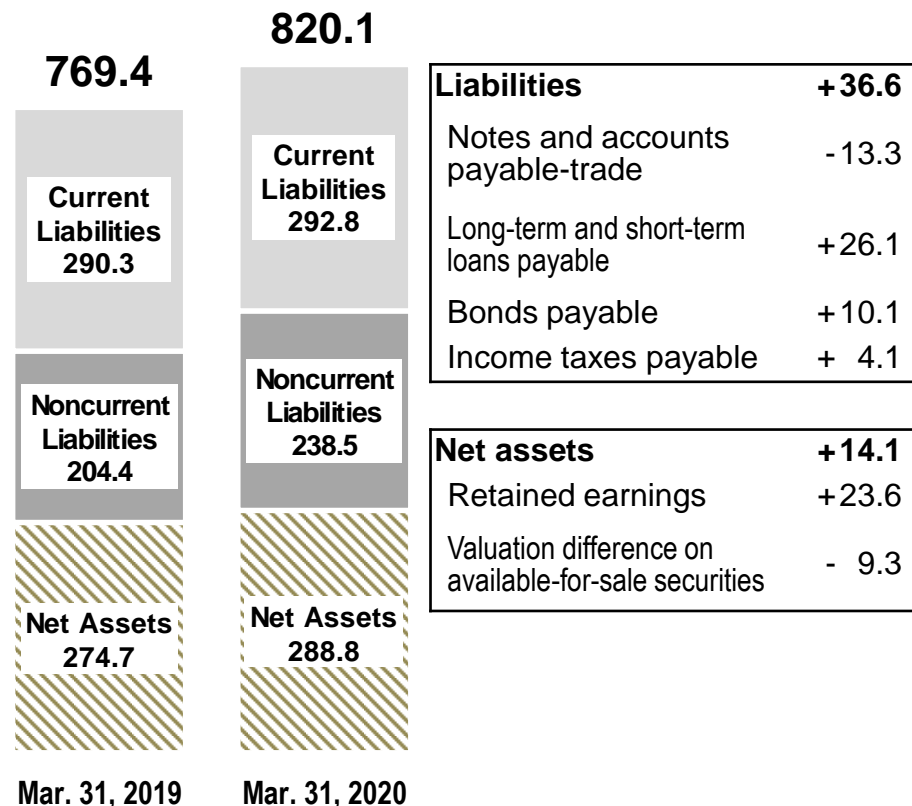 769.4
Current
Liabilities
290.3
Noncurrent
Liabilities
204.4
Net Assets
274.7
Mar. 31, 2019
820.1
Current
Liabilities
292.8
Noncurrent
Liabilities
238.5
Net Assets
288.8
Mar. 31, 2020
Liabilities +36.6
Notes and accounts
payable-trade -13.3
Long-term and short-term
loans payable +26.1
Bonds payable +10.1
Income taxes payable + 4.1
Net assets +14.1
Retained earnings +23.6
Valuation difference on
available-for-sale securities - 9.3